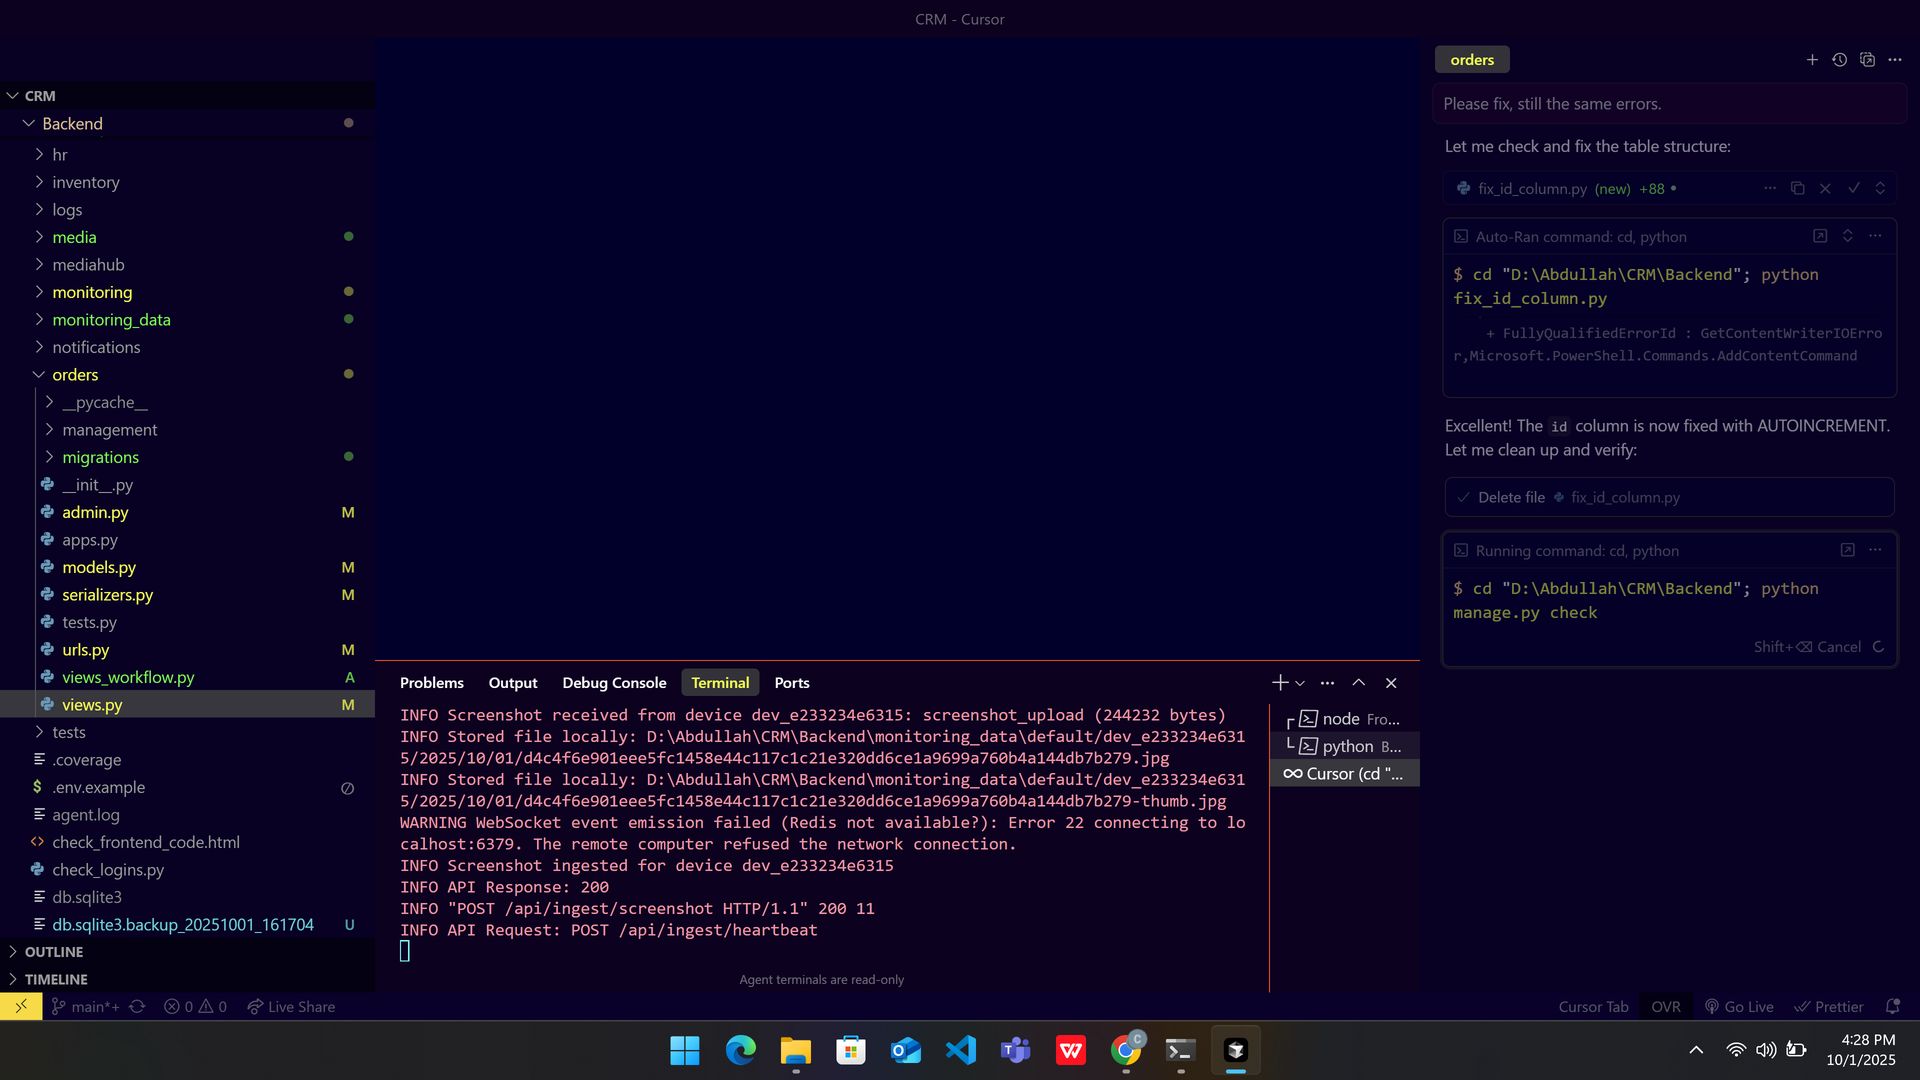 CRM - Cursor
CRM
Backend
hr
inventory
logs
media
mediahub
monitoring
monitoring_data
notifications
orders
__pycache__
management
migrations
__init__.py
admin.py M
apps.py
models.py M
serializers.py M
tests.py
urls.py M
views_workflow.py A
views.py M
tests
.coverage
$ .env.example
agent.log
check_frontend_code.html
check_logins.py
db.sqlite3
db.sqlite3.backup_20251001_161704 U
OUTLINE
TIMELINE
Problems Output Debug Console Terminal Ports
INFO Screenshot received from device dev_e233234e6315: screenshot_upload (244232 bytes)
INFO Stored file locally: D:\Abdullah\CRM\Backend\monitoring_data\default/dev_e233234e631
5/2025/10/01/d4c4f6e901eee5fc1458e44c117c1c21e320dd6ce1a9699a760b4a144db7b279.jpg
INFO Stored file locally: D:\Abdullah\CRM\Backend\monitoring_data\default/dev_e233234e631
5/2025/10/01/d4c4f6e901eee5fc1458e44c117c1c21e320dd6ce1a9699a760b4a144db7b279-thumb.jpg
WARNING WebSocket event emission failed (Redis not available?): Error 22 connecting to lo
calhost:6379. The remote computer refused the network connection.
INFO Screenshot ingested for device dev_e233234e6315
INFO API Response: 200
INFO "POST /api/ingest/screenshot HTTP/1.1" 200 11
INFO API Request: POST /api/ingest/heartbeat
Agent terminals are read-only
node Fro...
python B...
Cursor (cd "...
orders
Please fix, still the same errors.
Let me check and fix the table structure:
fix_id_column.py (new) +88 •
Auto-Ran command: cd, python
$ cd "D:\Abdullah\CRM\Backend"; python
fix_id_column.py
+ FullyQualifiedErrorId : GetContentWriterIOErro
r,Microsoft.PowerShell.Commands.AddContentCommand
Excellent! The id column is now fixed with AUTOINCREMENT.
Let me clean up and verify:
Delete file fix_id_column.py
Running command: cd, python
$ cd "D:\Abdullah\CRM\Backend"; python
manage.py check
Shift+⌫ Cancel
main*+ 0 0 Live Share
Cursor Tab OVR Go Live Prettier
4:28 PM
10/1/2025